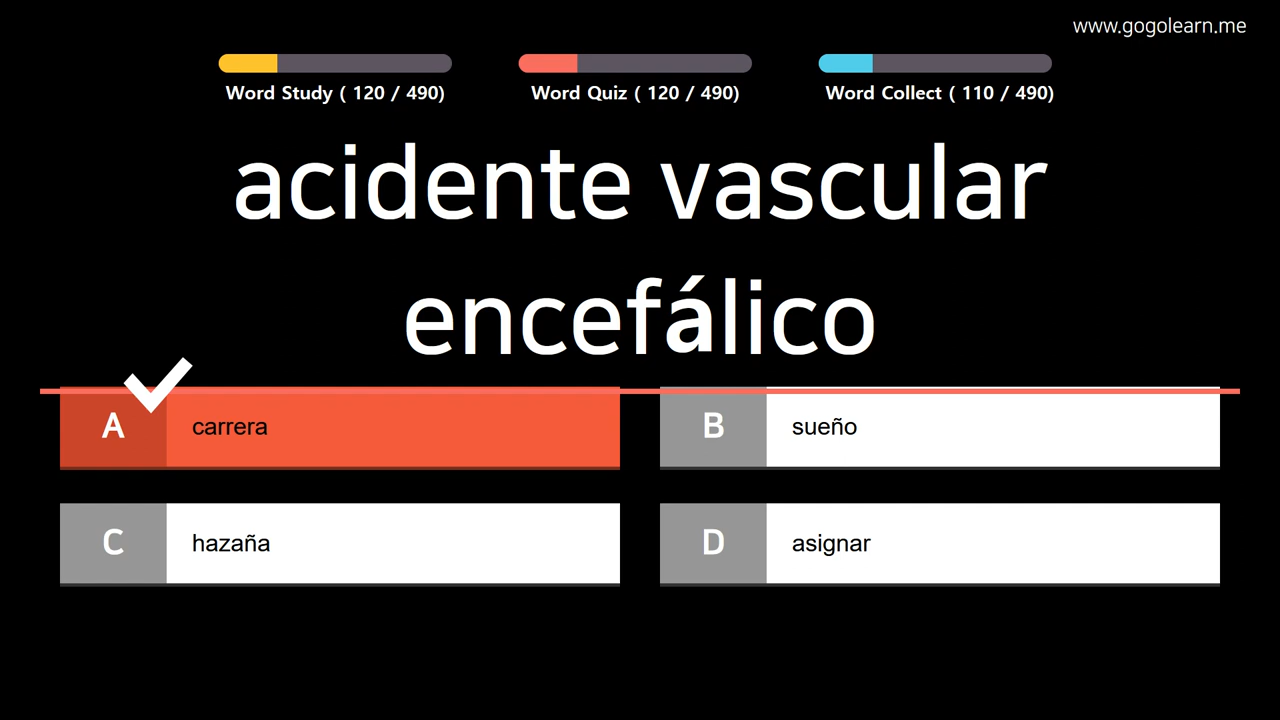 www.gogolearn.me
Word Study ( 120 / 490)
Word Quiz ( 120 / 490)
Word Collect ( 110 / 490)
acidente vascular
encefálico
A
carrera
B
sueño
C
hazaña
D
asignar